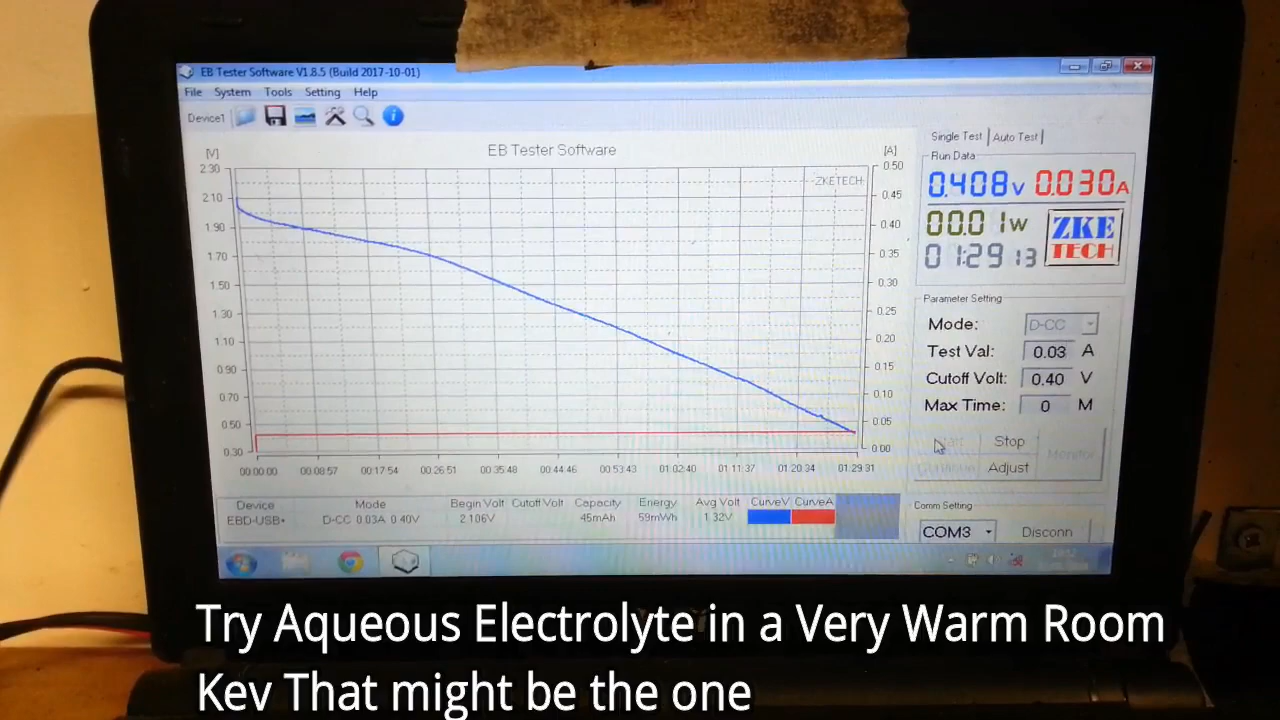 EB Tester Software V1.8.5 (Build 2017-10-01)
File System Tools Setting Help
Device1
EB Tester Software
[V]
[A]
ZKETECH
2.30
2.10
1.90
1.70
1.50
1.30
1.10
0.90
0.70
0.50
0.30
0.50
0.45
0.40
0.35
0.30
0.25
0.20
0.15
0.10
0.05
0.00
00:00:00 00:08:57 00:17:54 00:26:51 00:35:48 00:44:46 00:53:43 01:02:40 01:11:37 01:20:34 01:29:31
Single Test Auto Test
Run Data
0.408V 0.030A
00.01W
01:29 13
ZKE
TECH
Parameter Setting
Mode: D-CC
Test Val: 0.03 A
Cutoff Volt: 0.40 V
Max Time: 0 M
Stop
Monitor
Adjust
Comm Setting
COM3 Disconn
Device Mode Begin Volt Cutoff Volt Capacity Energy Avg Volt CurveV CurveA
EBD-USB+ D-CC 0.03A 0.40V 2.106V 45mAh 59mWh 1.32V
Try Aqueous Electrolyte in a Very Warm Room
Kev That might be the one